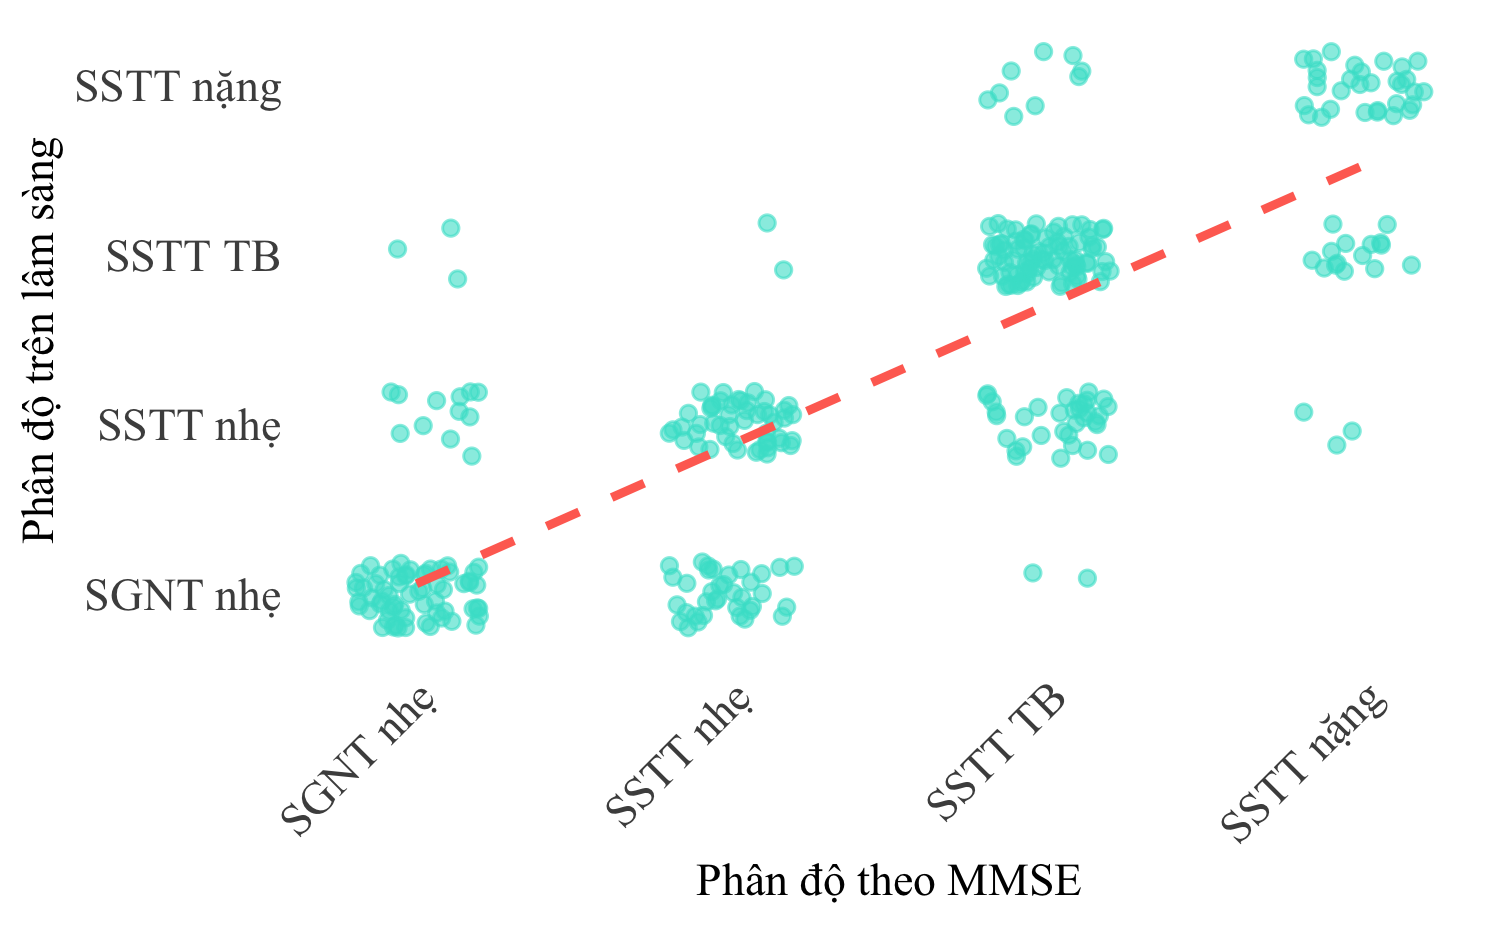 Phân độ trên lâm sàng
SSTT nặng
SSTT TB
SSTT nhẹ
SGNT nhẹ
SGNT nhẹ
SSTT nhẹ
SSTT TB
SSTT nặng
Phân độ theo MMSE